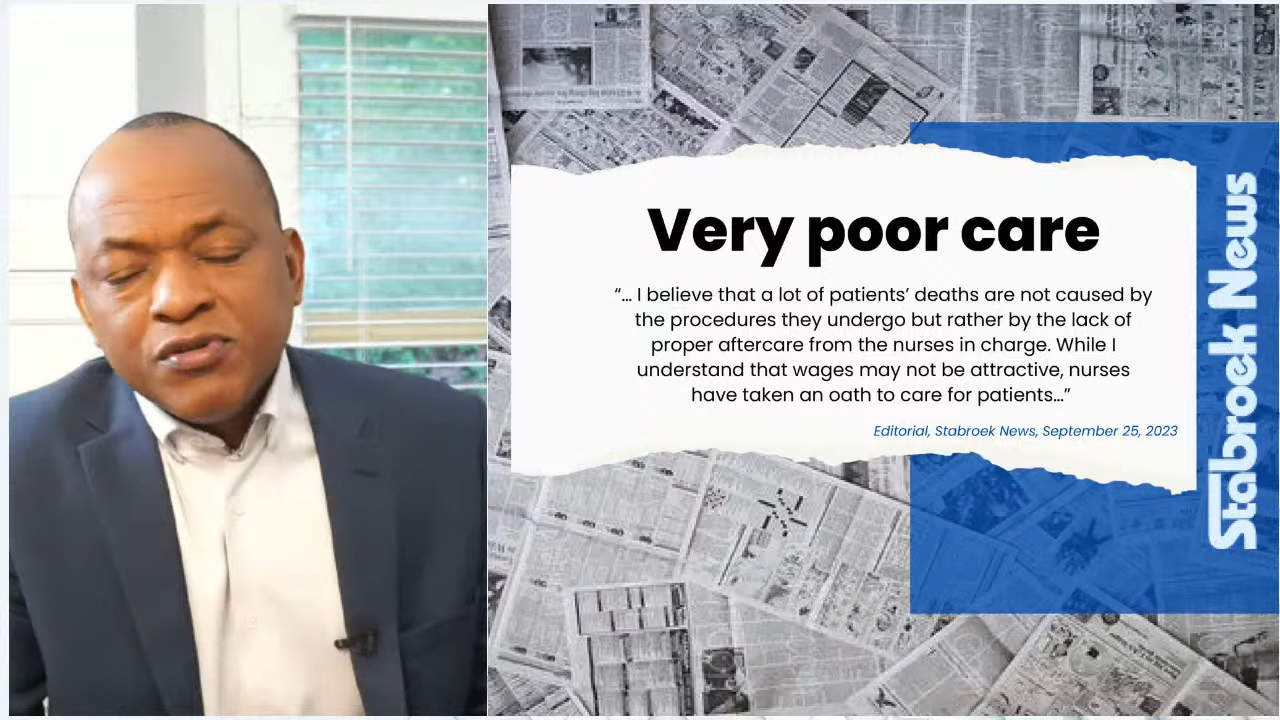 Very poor care
“... I believe that a lot of patients’ deaths are not caused by
the procedures they undergo but rather by the lack of
proper aftercare from the nurses in charge. While I
understand that wages may not be attractive, nurses
have taken an oath to care for patients...”
Editorial, Stabroek News, September 25, 2023
Stabroek News